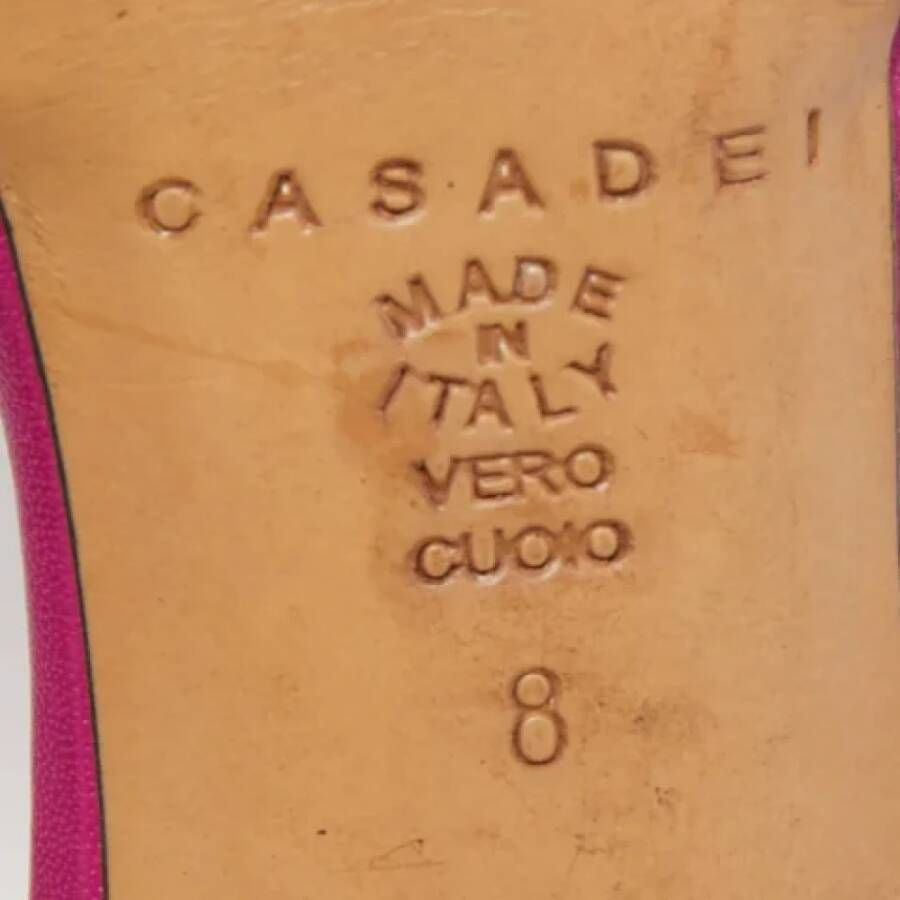 CASADEI
MADE
IN
ITALY
VERO
CUOIO
8